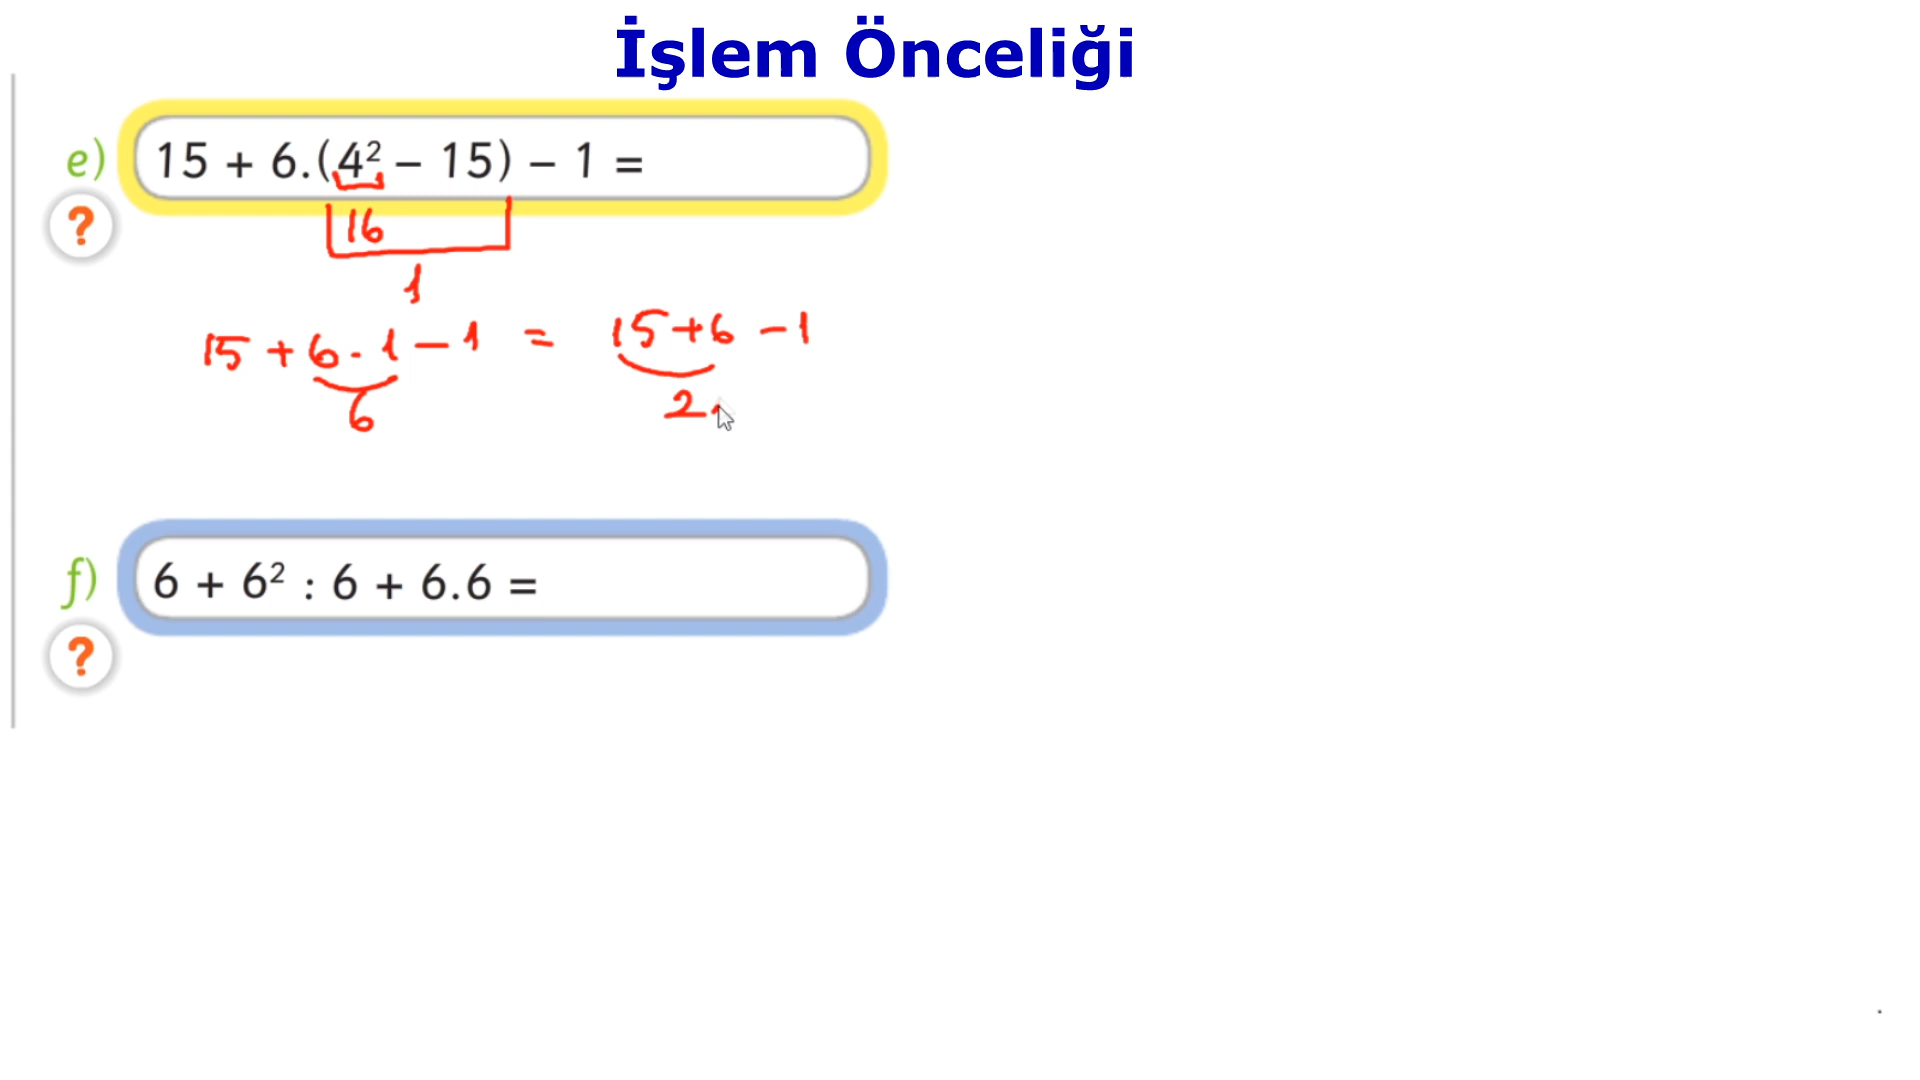 İşlem Önceliği
e) 15 + 6.(4² – 15) – 1 =
?
16
1
15 + 6 . 1 – 1 = 15 + 6 – 1
6
2
f) 6 + 6² : 6 + 6.6 =
?